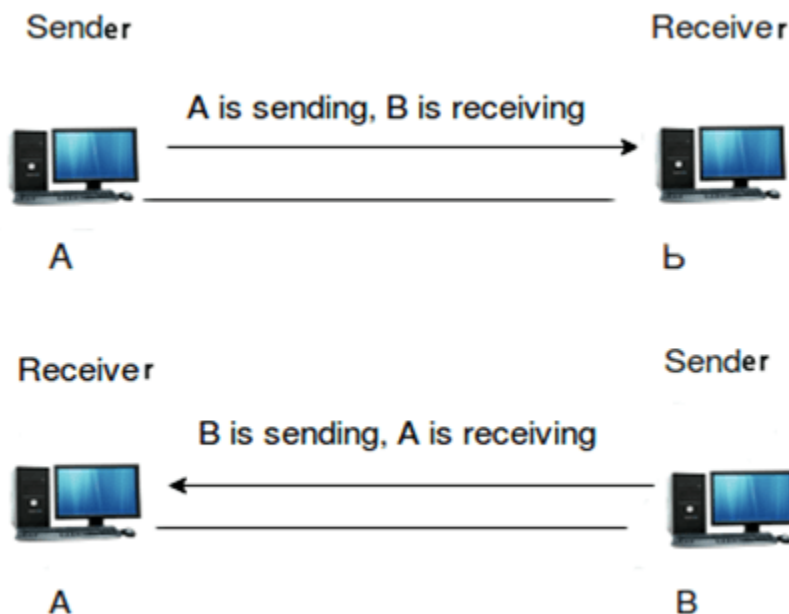 Sender
Receiver
A is sending, B is receiving
A
Receiver
Sender
B is sending, A is receiving
A
B